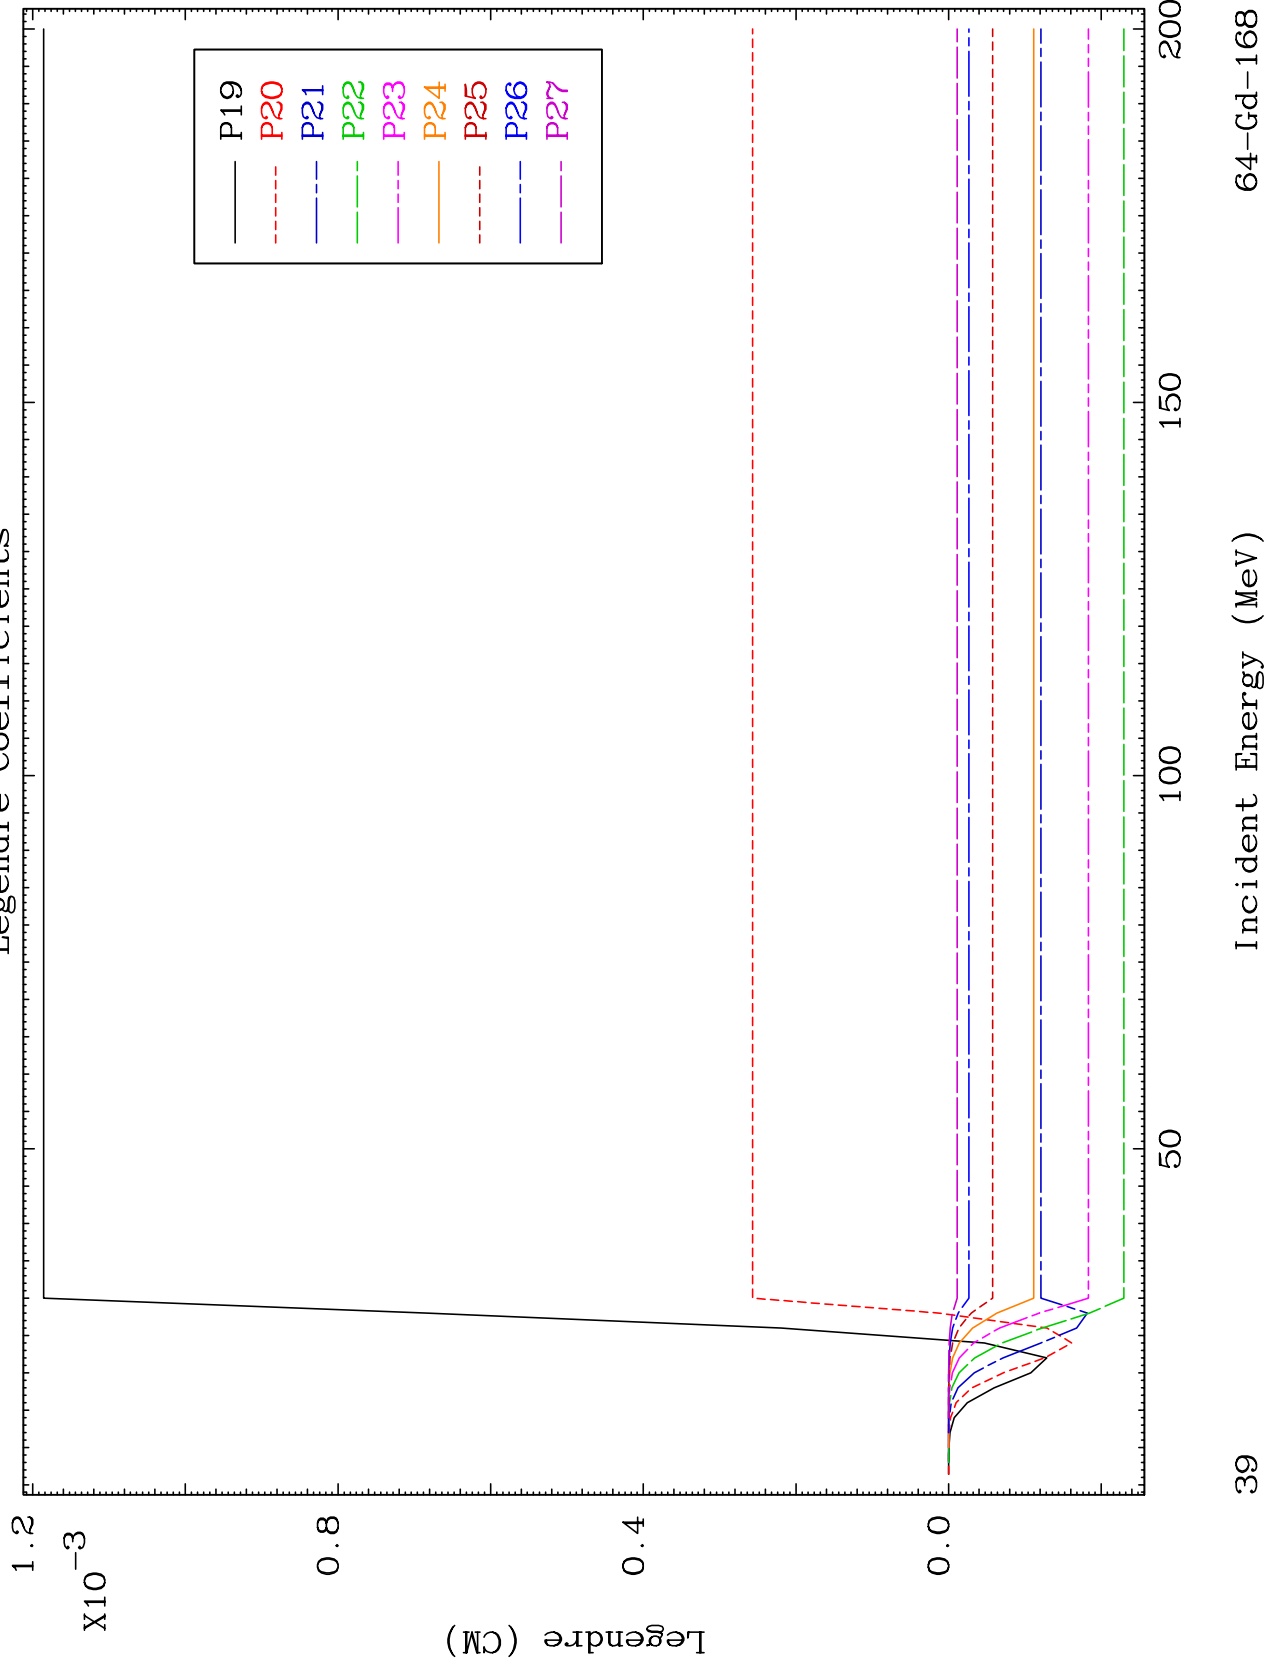 Legendre Coefficients
1.2
0.8
0.4
0.0
X10-3
Legendre (CM)
P19
P20
P21
P22
P23
P24
P25
P26
P27
50
100
150
200
Incident Energy (MeV)
39
64-Gd-168